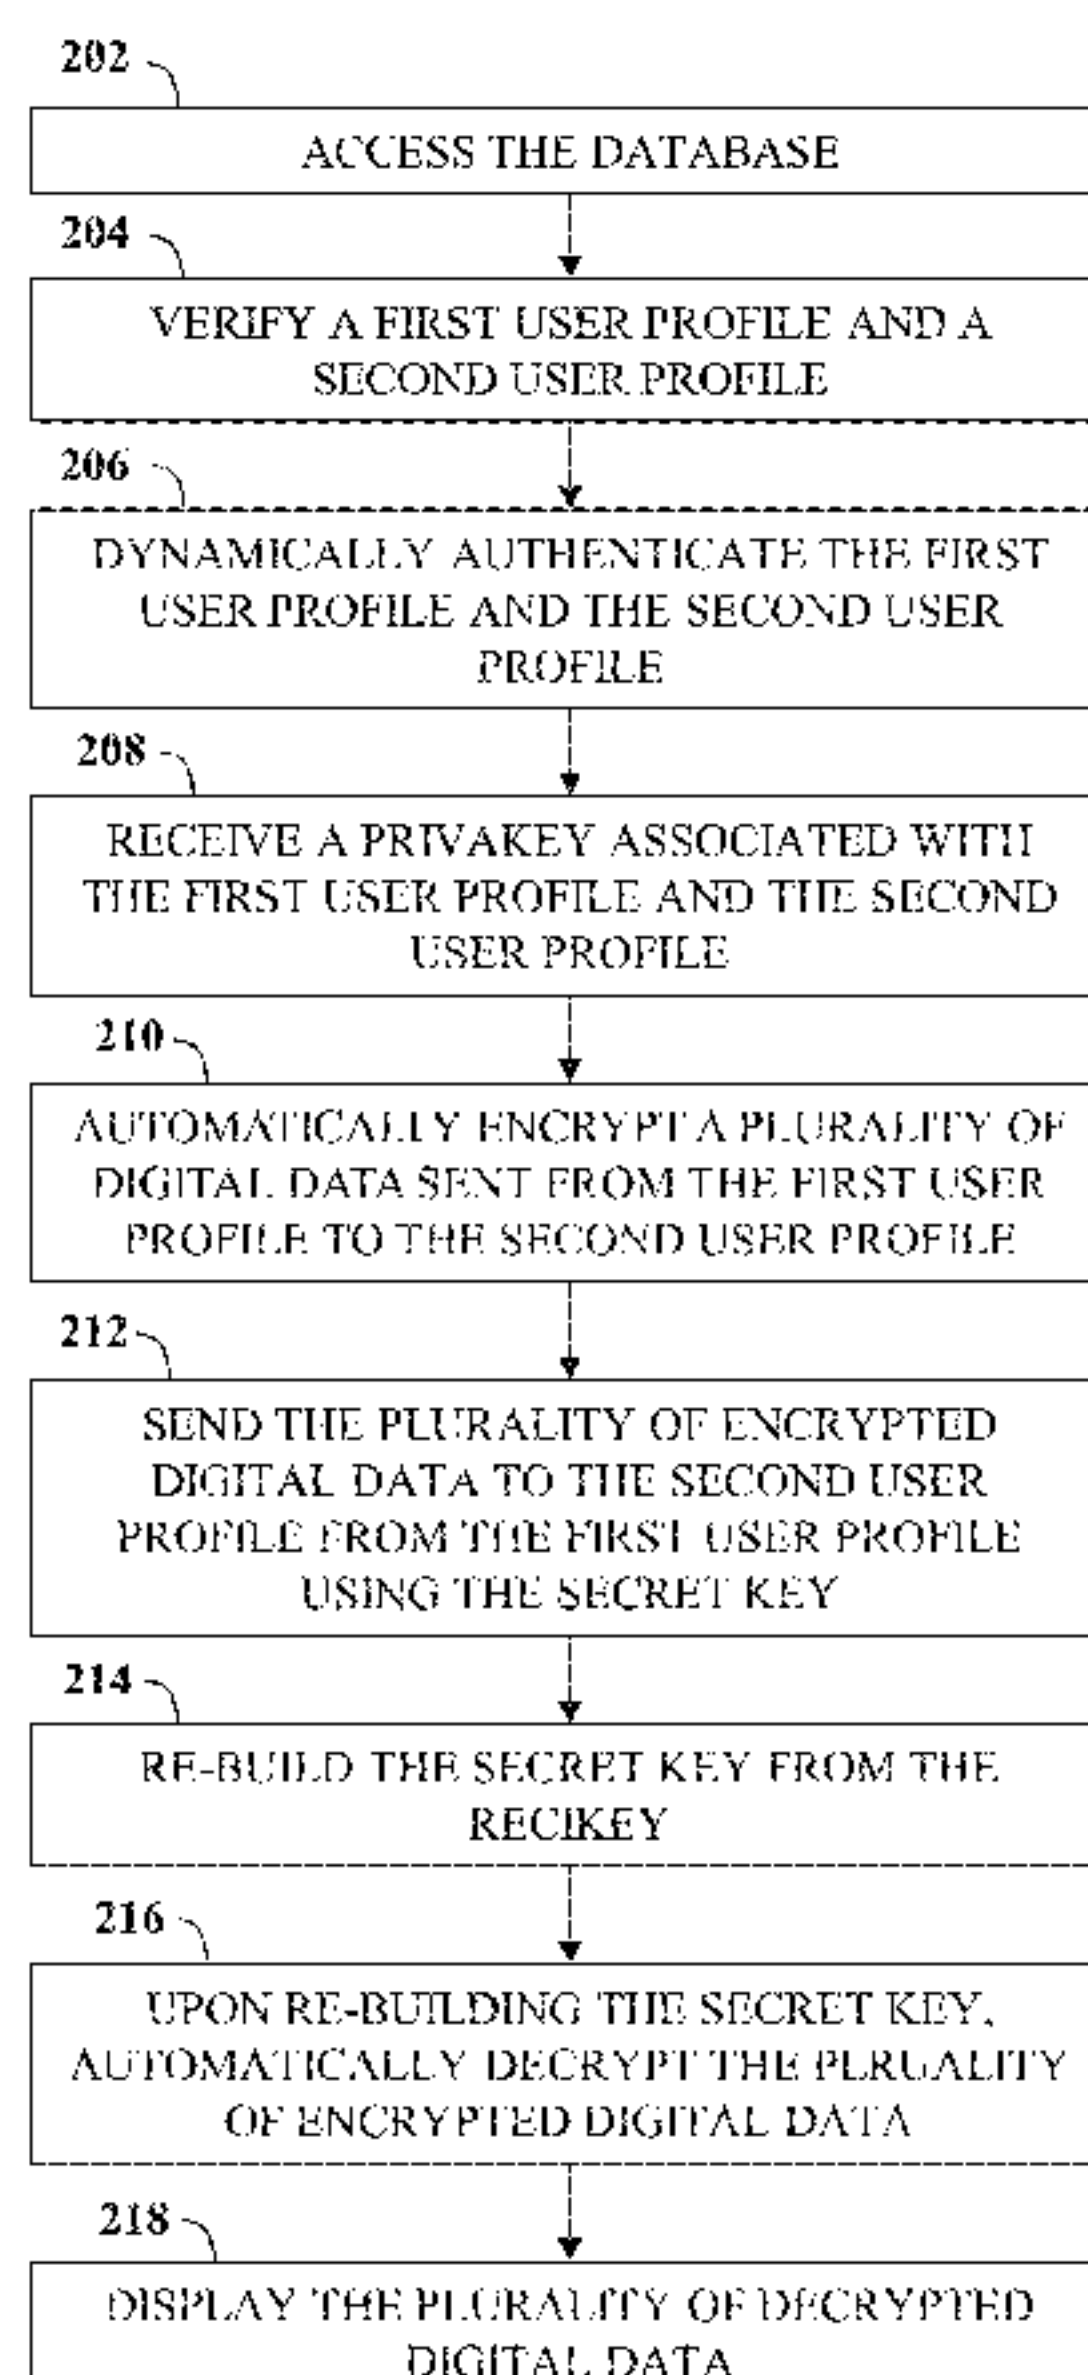 202
ACCESS THE DATABASE
204
VERIFY A FIRST USER PROFILE AND A
SECOND USER PROFILE
206
DYNAMICALLY AUTHENTICATE THE FIRST
USER PROFILE AND THE SECOND USER
PROFILE
208
RECEIVE A PRIVAKEY ASSOCIATED WITH
THE FIRST USER PROFILE AND THE SECOND
USER PROFILE
210
AUTOMATICALLY ENCRYPT A PLURALITY OF
DIGITAL DATA SENT FROM THE FIRST USER
PROFILE TO THE SECOND USER PROFILE
212
SEND THE PLURALITY OF ENCRYPTED
DIGITAL DATA TO THE SECOND USER
PROFILE FROM THE FIRST USER PROFILE
USING THE SECRET KEY
214
RE-BUILD THE SECRET KEY FROM THE
RECIKEY
216
UPON RE-BUILDING THE SECRET KEY,
AUTOMATICALLY DECRYPT THE PLRUALITY
OF ENCRYPTED DIGITAL DATA
218
DISPLAY THE PLURALITY OF DECRYPTED
DIGITAL DATA